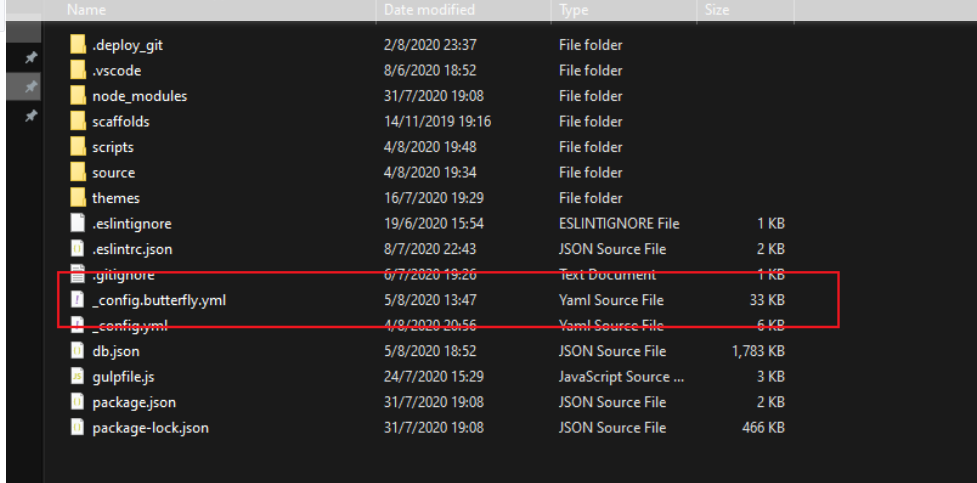 Name Date modified Type Size
.deploy_git 2/8/2020 23:37 File folder
.vscode 8/6/2020 18:52 File folder
node_modules 31/7/2020 19:08 File folder
scaffolds 14/11/2019 19:16 File folder
scripts 4/8/2020 19:48 File folder
source 4/8/2020 19:34 File folder
themes 16/7/2020 19:29 File folder
.eslintignore 19/6/2020 15:54 ESLINTIGNORE File 1 KB
.eslintrc.json 8/7/2020 22:43 JSON Source File 2 KB
.gitignore 6/7/2020 19:26 Text Document 1 KB
_config.butterfly.yml 5/8/2020 13:47 Yaml Source File 33 KB
_config.yml 4/8/2020 20:56 Yaml Source File 6 KB
db.json 5/8/2020 18:52 JSON Source File 1,783 KB
gulpfile.js 24/7/2020 15:29 JavaScript Source ... 3 KB
package.json 31/7/2020 19:08 JSON Source File 2 KB
package-lock.json 31/7/2020 19:08 JSON Source File 466 KB